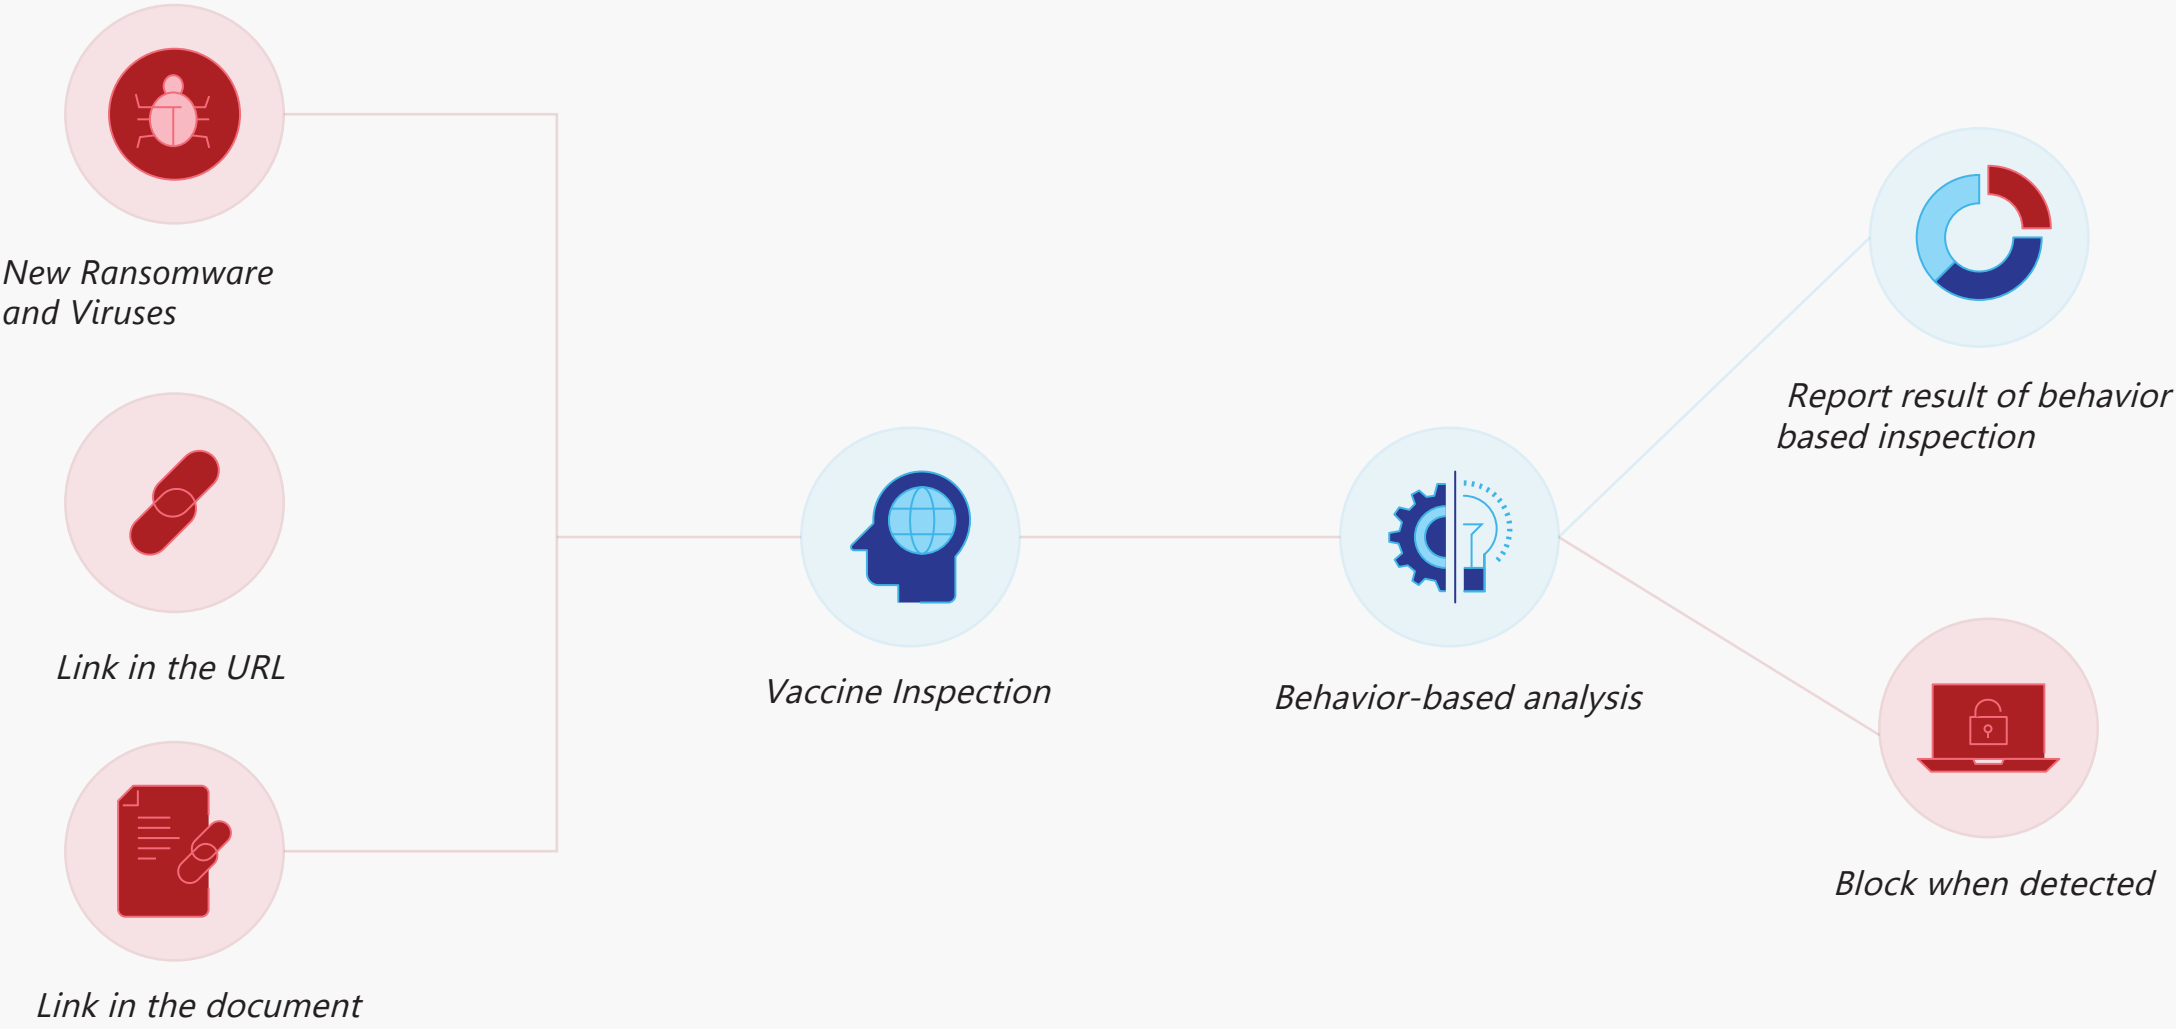 New Ransomware
and Viruses
Link in the URL
Link in the document
Vaccine Inspection
Behavior-based analysis
Report result of behavior
based inspection
Block when detected